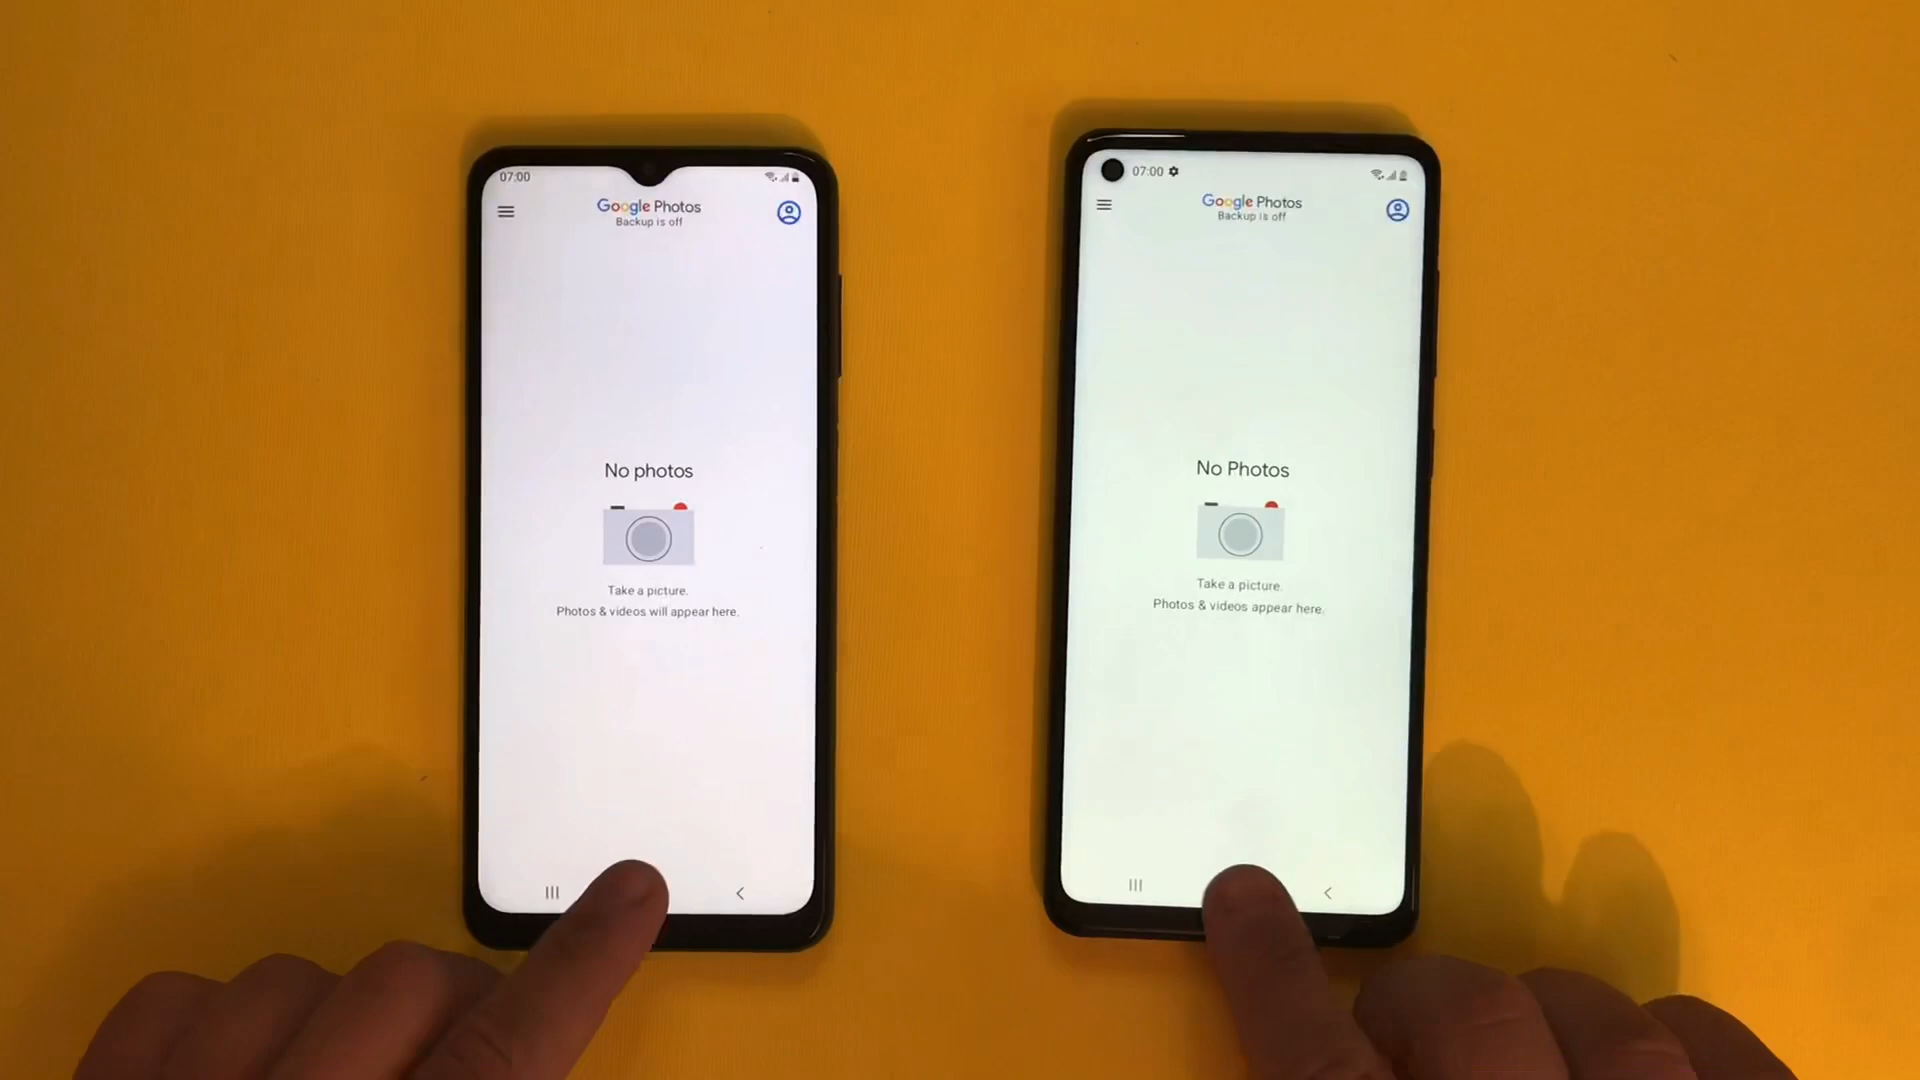 07:00
Google Photos
Backup is off
No photos
Take a picture.
Photos & videos will appear here.
07:00
Google Photos
Backup is off
No Photos
Take a picture.
Photos & videos appear here.